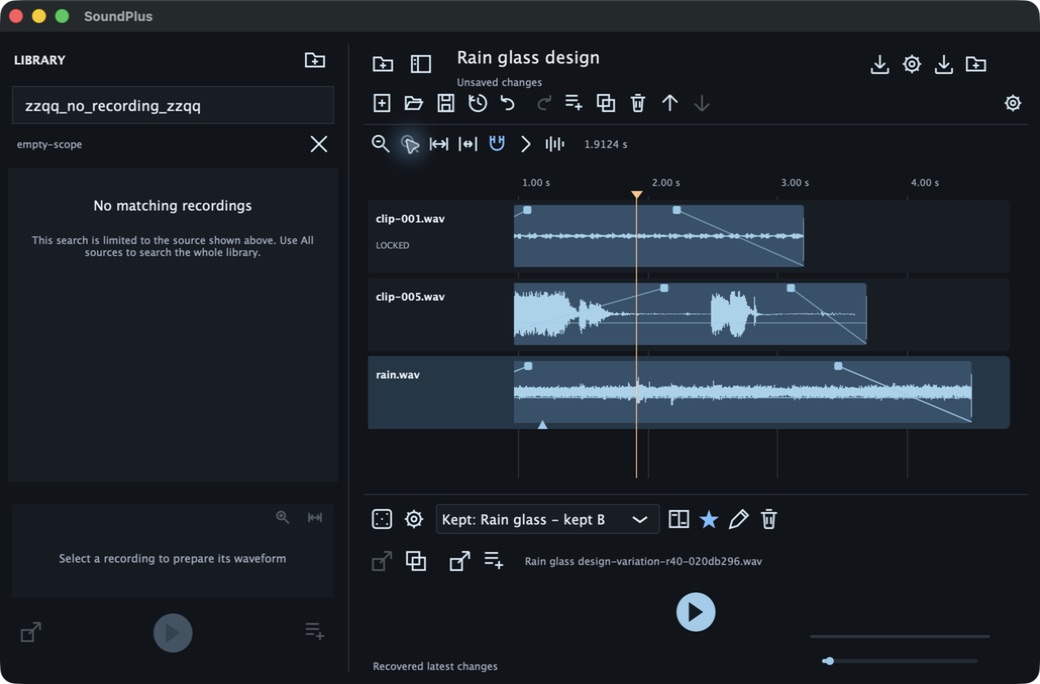 SoundPlus
LIBRARY
zzqq_no_recording_zzqq
empty-scope
No matching recordings
This search is limited to the source shown above. Use All
sources to search the whole library.
Select a recording to prepare its waveform
Rain glass design
Unsaved changes
1.9124 s
1.00 s
2.00 s
3.00 s
4.00 s
clip-001.wav
LOCKED
clip-005.wav
rain.wav
Kept: Rain glass – kept B
Rain glass design-variation-r40-020db296.wav
Recovered latest changes